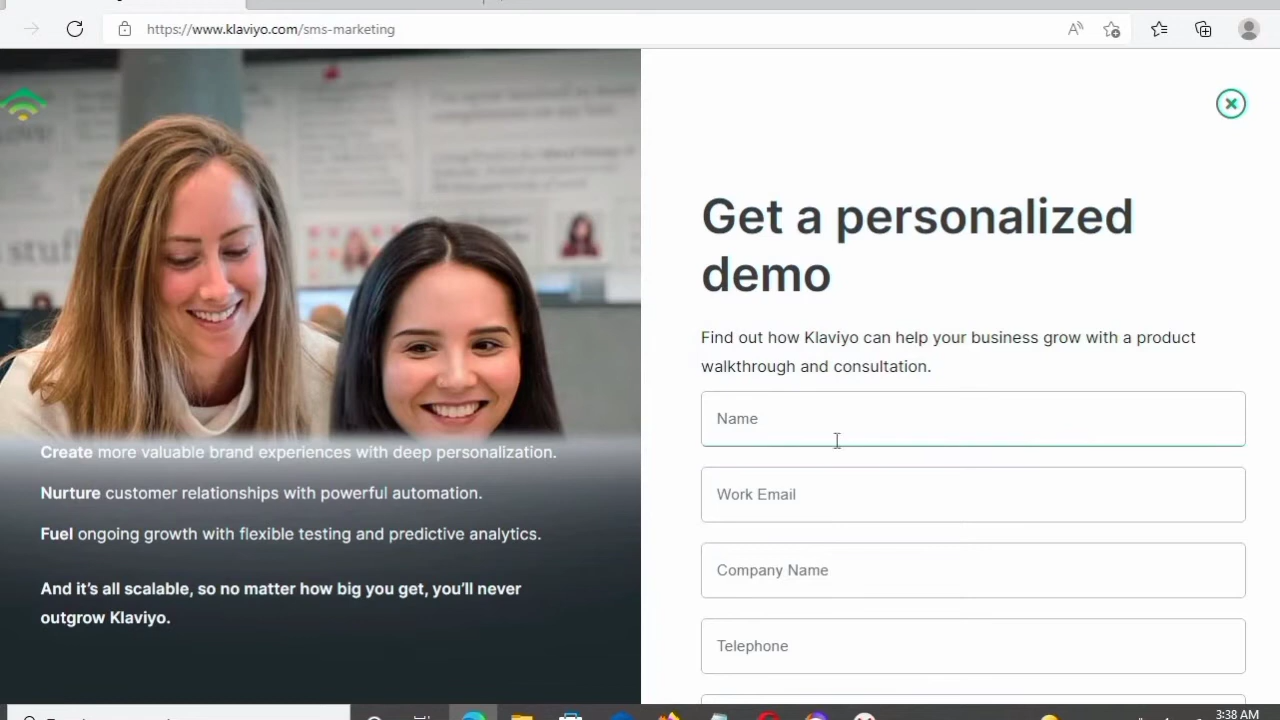 https://www.klaviyo.com/sms-marketing
Get a personalized
demo
Find out how Klaviyo can help your business grow with a product
walkthrough and consultation.
Name
Work Email
Company Name
Telephone
Create more valuable brand experiences with deep personalization.
Nurture customer relationships with powerful automation.
Fuel ongoing growth with flexible testing and predictive analytics.
And it’s all scalable, so no matter how big you get, you’ll never
outgrow Klaviyo.
3:38 AM